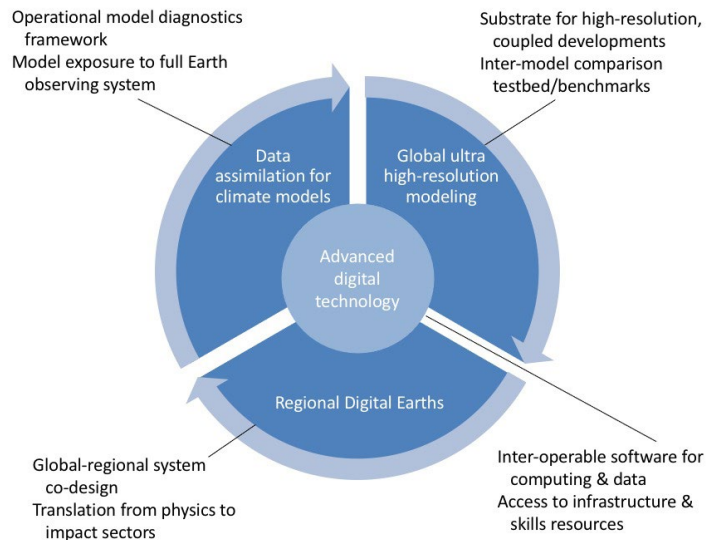 Operational model diagnostics
framework
Model exposure to full Earth
observing system
Substrate for high-resolution,
coupled developments
Inter-model comparison
testbed/benchmarks
Data
assimilation for
climate models
Global ultra
high-resolution
modeling
Advanced
digital
technology
Regional Digital Earths
Global-regional system
co-design
Translation from physics to
impact sectors
Inter-operable software for
computing & data
Access to infrastructure &
skills resources